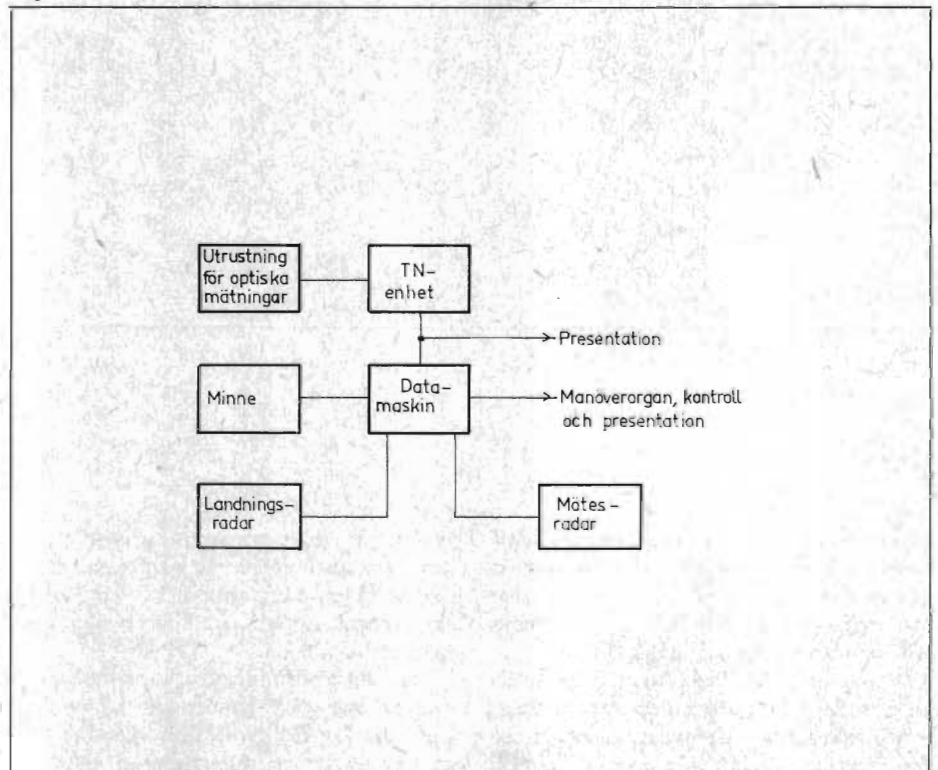 Utrustning
för optiska
mätningar
TN-
enhet
Presentation
Minne
Data-
maskin
Manöverorgan, kontroll
och presentation
Landnings-
radar
Mötes-
radar